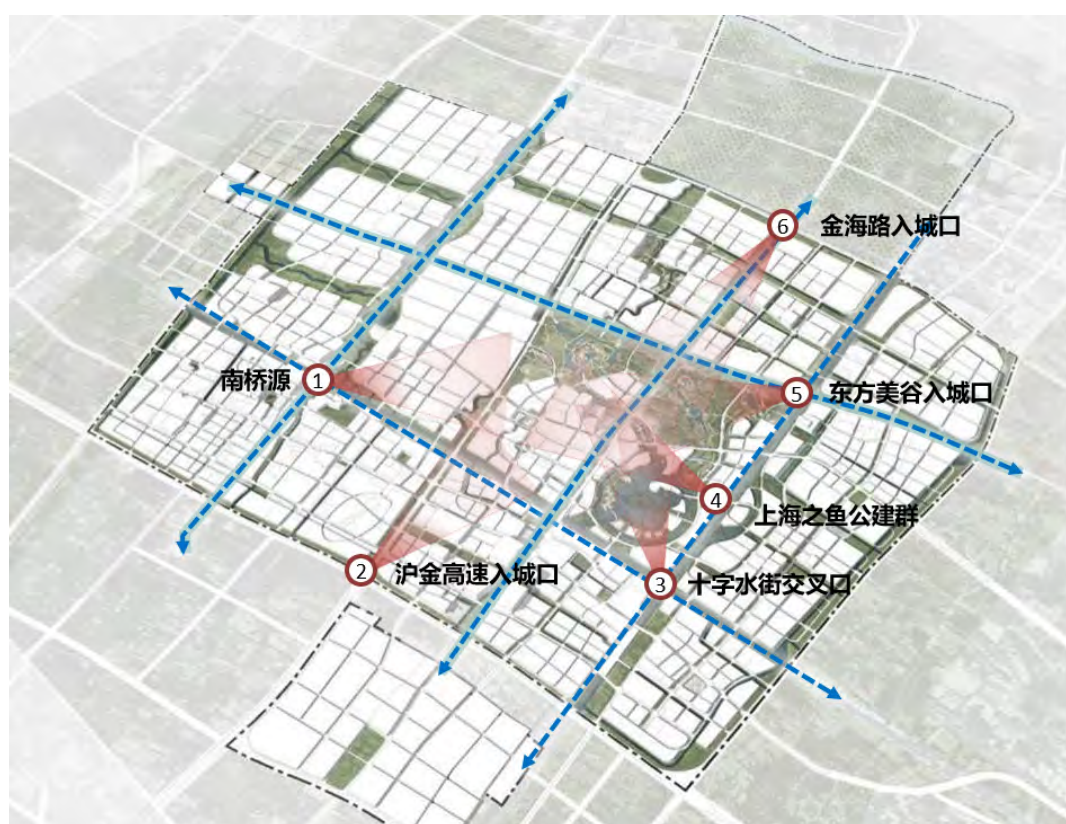 ⑥ 金海路入城口
南桥源 ①
⑤ 东方美谷入城口
④ 上海之鱼公建群
② 沪金高速入城口
③ 十字水街交叉口